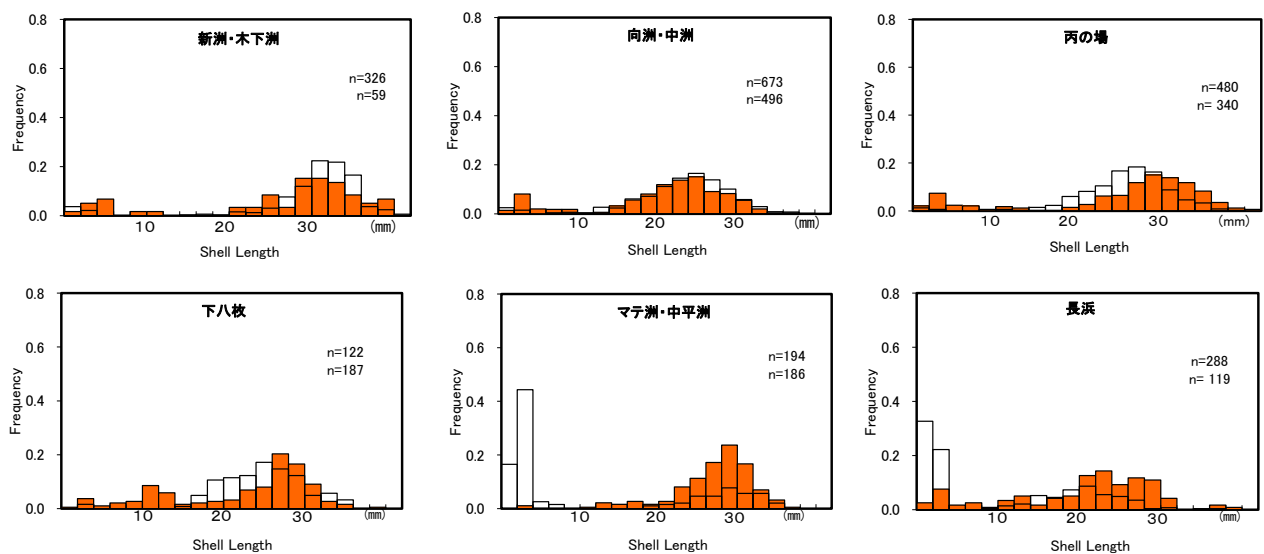 新洲・木下洲
n=326
n=59
Frequency
0.8
0.6
0.4
0.2
0.0
10 20 30 (mm)
Shell Length
向洲・中洲
n=673
n=496
Frequency
0.8
0.6
0.4
0.2
0.0
10 20 30 (mm)
Shell Length
丙の場
n=480
n= 340
Frequency
0.8
0.6
0.4
0.2
0.0
10 20 30 (mm)
Shell Length
下八枚
n=122
n=187
Frequency
0.8
0.6
0.4
0.2
0.0
10 20 30 (mm)
Shell Length
マテ洲・中平洲
n=194
n=186
Frequency
0.8
0.6
0.4
0.2
0.0
10 20 30 (mm)
Shell Length
長浜
n=288
n= 119
Frequency
0.8
0.6
0.4
0.2
0.0
10 20 30 (mm)
Shell Length